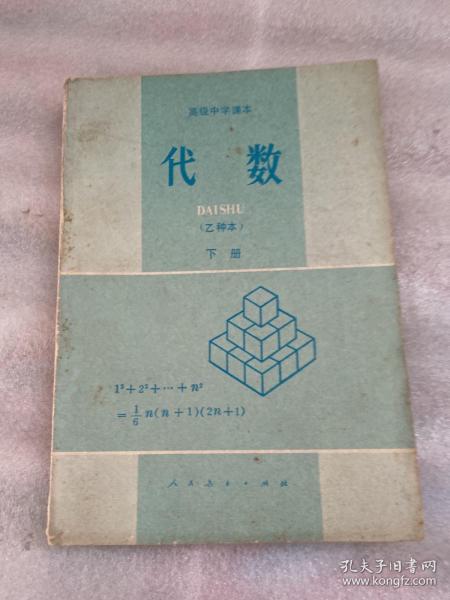 高级中学课本
代数
DAISHU
(乙种本)
下册
1²+2²+⋯+n²
=1/6 n(n+1)(2n+1)
人民教育出版社
孔夫子旧书网
www.kongfz.com